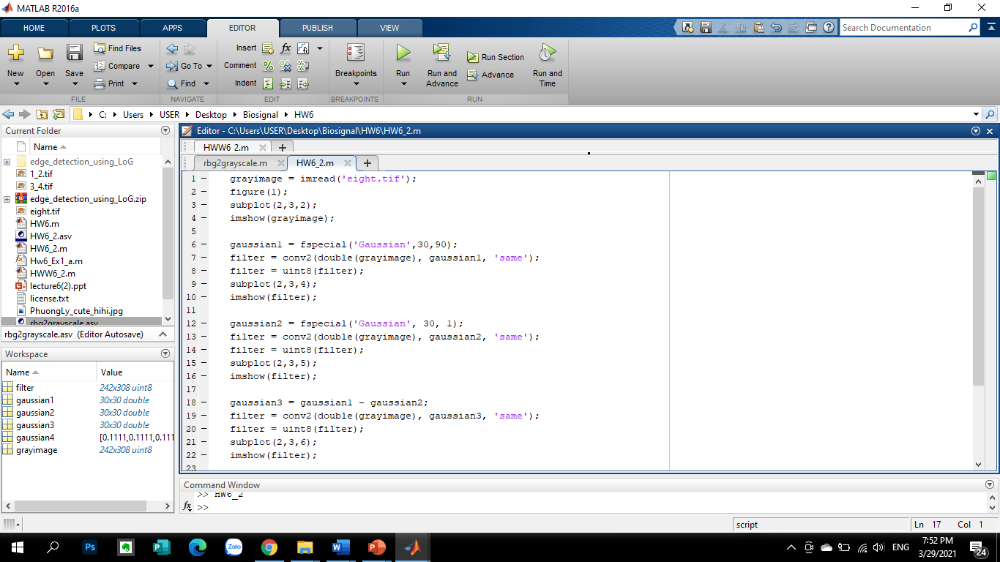 MATLAB R2016a
HOME PLOTS APPS EDITOR PUBLISH VIEW
Search Documentation
New Open Save Find Files Compare Print
Go To Find
Insert fx
Comment
Indent
Breakpoints Run Run and Advance Run Section Advance Run and Time
FILE NAVIGATE EDIT BREAKPOINTS RUN
C: Users USER Desktop Biosignal HW6
Current Folder
Name
edge_detection_using_LoG
1_2.tif
3_4.tif
edge_detection_using_LoG.zip
eight.tif
HW6.m
HW6_2.asv
HW6_2.m
Hw6_Ex1_a.m
HWW6_2.m
lecture6(2).ppt
license.txt
PhuongLy_cute_hihi.jpg
rbg2grayscale.asv
rbg2grayscale.asv (Editor Autosave)
Workspace
Name Value
filter 242x308 uint8
gaussian1 30x30 double
gaussian2 30x30 double
gaussian3 30x30 double
gaussian4 [0.1111,0.1111,0.111
grayimage 242x308 uint8
Editor - C:\Users\USER\Desktop\Biosignal\HW6\HW6_2.m
HWW6_2.m
rbg2grayscale.m HW6_2.m
1 grayimage = imread('eight.tif');
2 figure(1);
3 subplot(2,3,2);
4 imshow(grayimage);
5
6 gaussian1 = fspecial('Gaussian',30,90);
7 filter = conv2(double(grayimage), gaussian1, 'same');
8 filter = uint8(filter);
9 subplot(2,3,4);
10 imshow(filter);
11
12 gaussian2 = fspecial('Gaussian', 30, 1);
13 filter = conv2(double(grayimage), gaussian2, 'same');
14 filter = uint8(filter);
15 subplot(2,3,5);
16 imshow(filter);
17
18 gaussian3 = gaussian1 - gaussian2;
19 filter = conv2(double(grayimage), gaussian3, 'same');
20 filter = uint8(filter);
21 subplot(2,3,6);
22 imshow(filter);
23
Command Window
>> HW6_2
fx >>
script Ln 17 Col 1
Ps Zalo W P
ENG
7:52 PM
3/29/2021
24